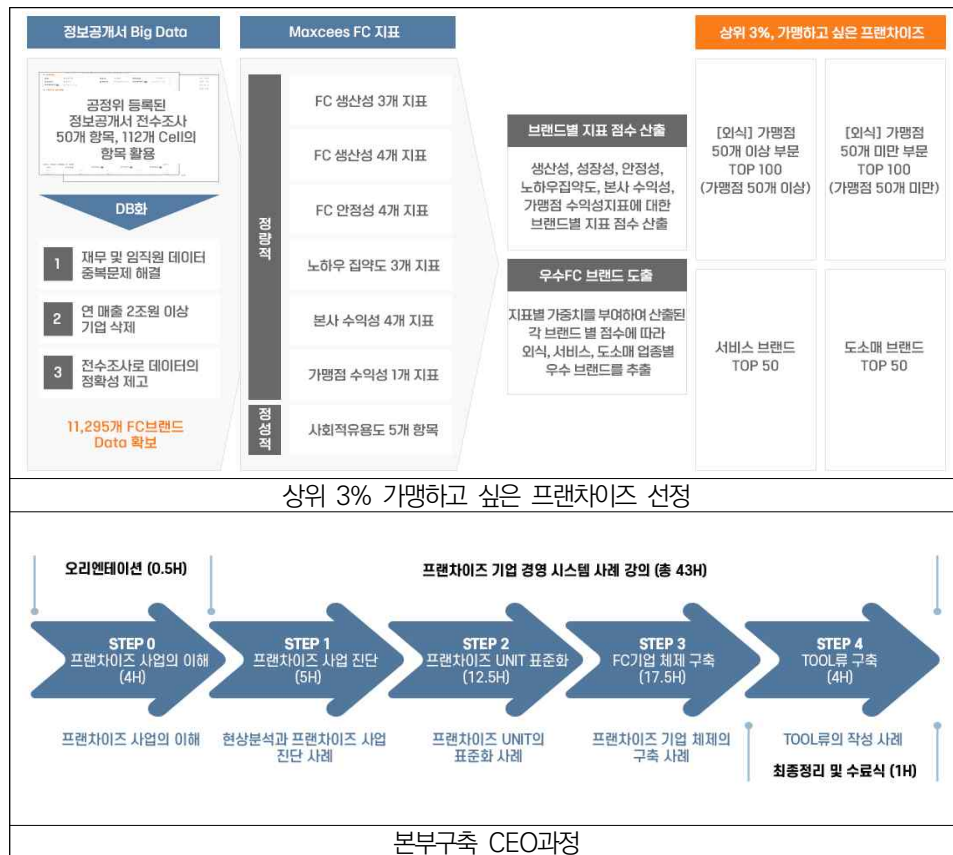 정보공개서 Big Data
공정위 등록된
정보공개서 전수조사
50개 항목, 112개 Cell의
항목 활용
DB화
1
재무 및 임직원 데이터
중복문제 해결
2
연 매출 2조원 이상
기업 삭제
3
전수조사로 데이터의
정확성 제고
11,295개 FC브랜드
Data 확보
Maxcees FC 지표
정량적
FC 생산성 3개 지표
FC 생산성 4개 지표
FC 안정성 4개 지표
노하우 집약도 3개 지표
본사 수익성 4개 지표
가맹점 수익성 1개 지표
정성적
사회적유용도 5개 항목
브랜드별 지표 점수 산출
생산성, 성장성, 안정성,
노하우집약도, 본사 수익성,
가맹점 수익성지표에 대한
브랜드별 지표 점수 산출
우수FC 브랜드 도출
지표별 가중치를 부여하여 산출된
각 브랜드 별 점수에 따라
외식, 서비스, 도소매 업종별
우수 브랜드를 추출
상위 3%, 가맹하고 싶은 프랜차이즈
[외식] 가맹점
50개 이상 부문
TOP 100
(가맹점 50개 이상)
[외식] 가맹점
50개 미만 부문
TOP 100
(가맹점 50개 미만)
서비스 브랜드
TOP 50
도소매 브랜드
TOP 50
상위 3% 가맹하고 싶은 프랜차이즈 선정
오리엔테이션 (0.5H)
프랜차이즈 기업 경영 시스템 사례 강의 (총 43H)
STEP 0
프랜차이즈 사업의 이해
(4H)
STEP 1
프랜차이즈 사업 진단
(5H)
STEP 2
프랜차이즈 UNIT 표준화
(12.5H)
STEP 3
FC기업 체제 구축
(17.5H)
STEP 4
TOOL류 구축
(4H)
프랜차이즈 사업의 이해
현상분석과 프랜차이즈 사업
진단 사례
프랜차이즈 UNIT의
표준화 사례
프랜차이즈 기업 체제의
구축 사례
TOOL류의 작성 사례
최종정리 및 수료식 (1H)
본부구축 CEO과정